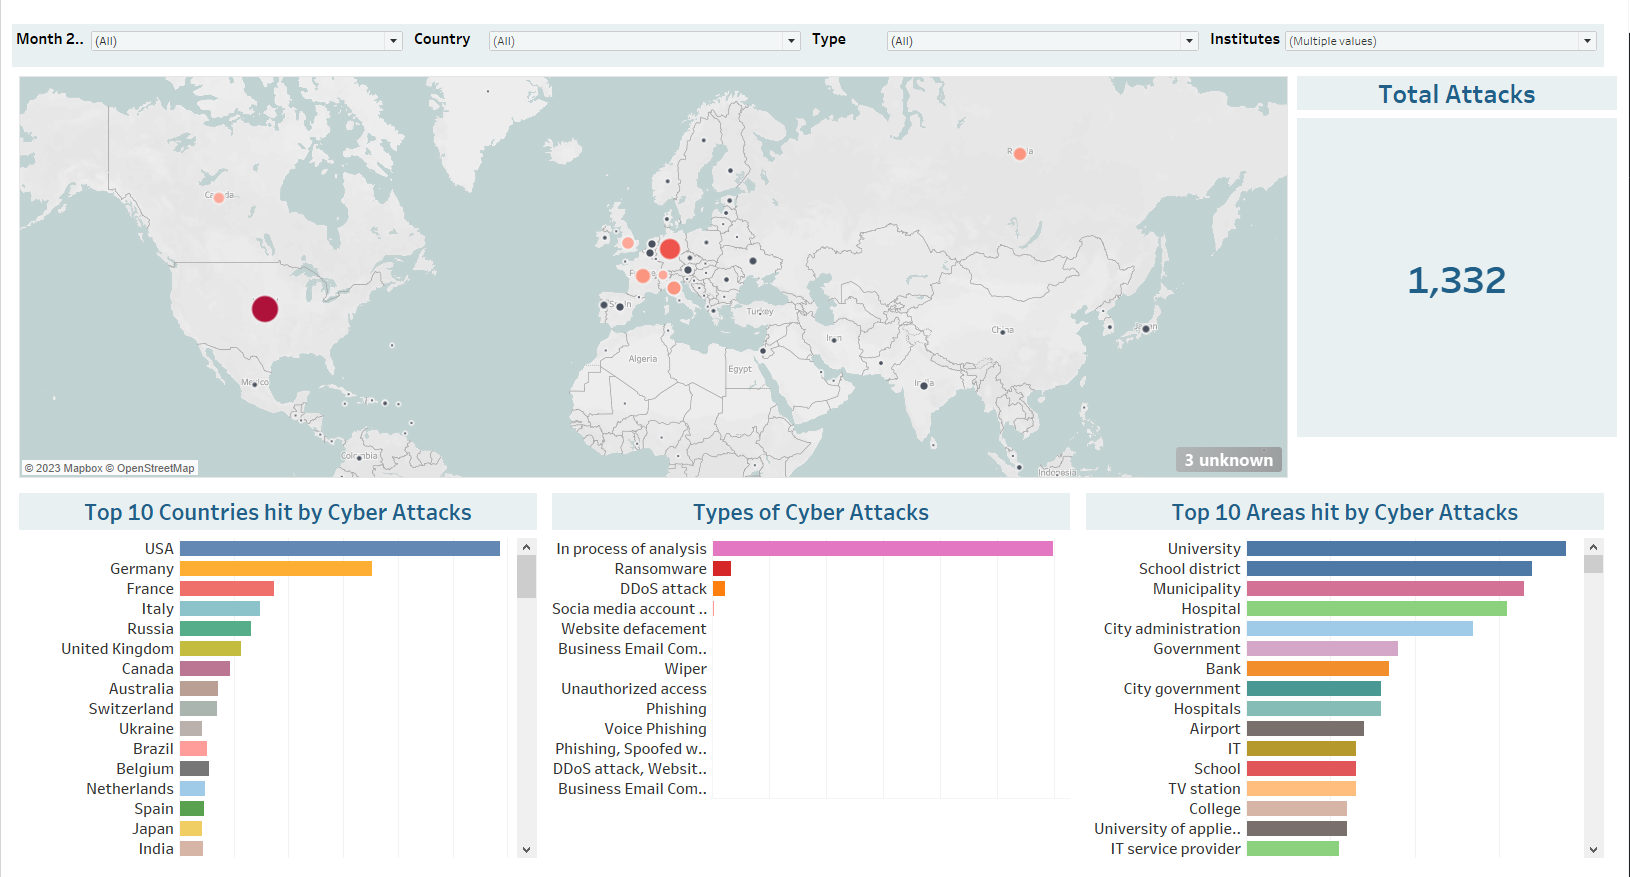 Month 2.. (All) Country (All) Type (All) Institutes (Multiple values)
Total Attacks
1,332
Turkey
China
Algeria
Egypt
Mexico
Colombia
Indonesia
3 unknown
© 2023 Mapbox © OpenStreetMap
Top 10 Countries hit by Cyber Attacks
USA
Germany
France
Italy
Russia
United Kingdom
Canada
Australia
Switzerland
Ukraine
Brazil
Belgium
Netherlands
Spain
Japan
India
Types of Cyber Attacks
In process of analysis
Ransomware
DDoS attack
Socia media account ..
Website defacement
Business Email Com..
Wiper
Unauthorized access
Phishing
Voice Phishing
Phishing, Spoofed w..
DDoS attack, Websit..
Business Email Com..
Top 10 Areas hit by Cyber Attacks
University
School district
Municipality
Hospital
City administration
Government
Bank
City government
Hospitals
Airport
IT
School
TV station
College
University of applie..
IT service provider